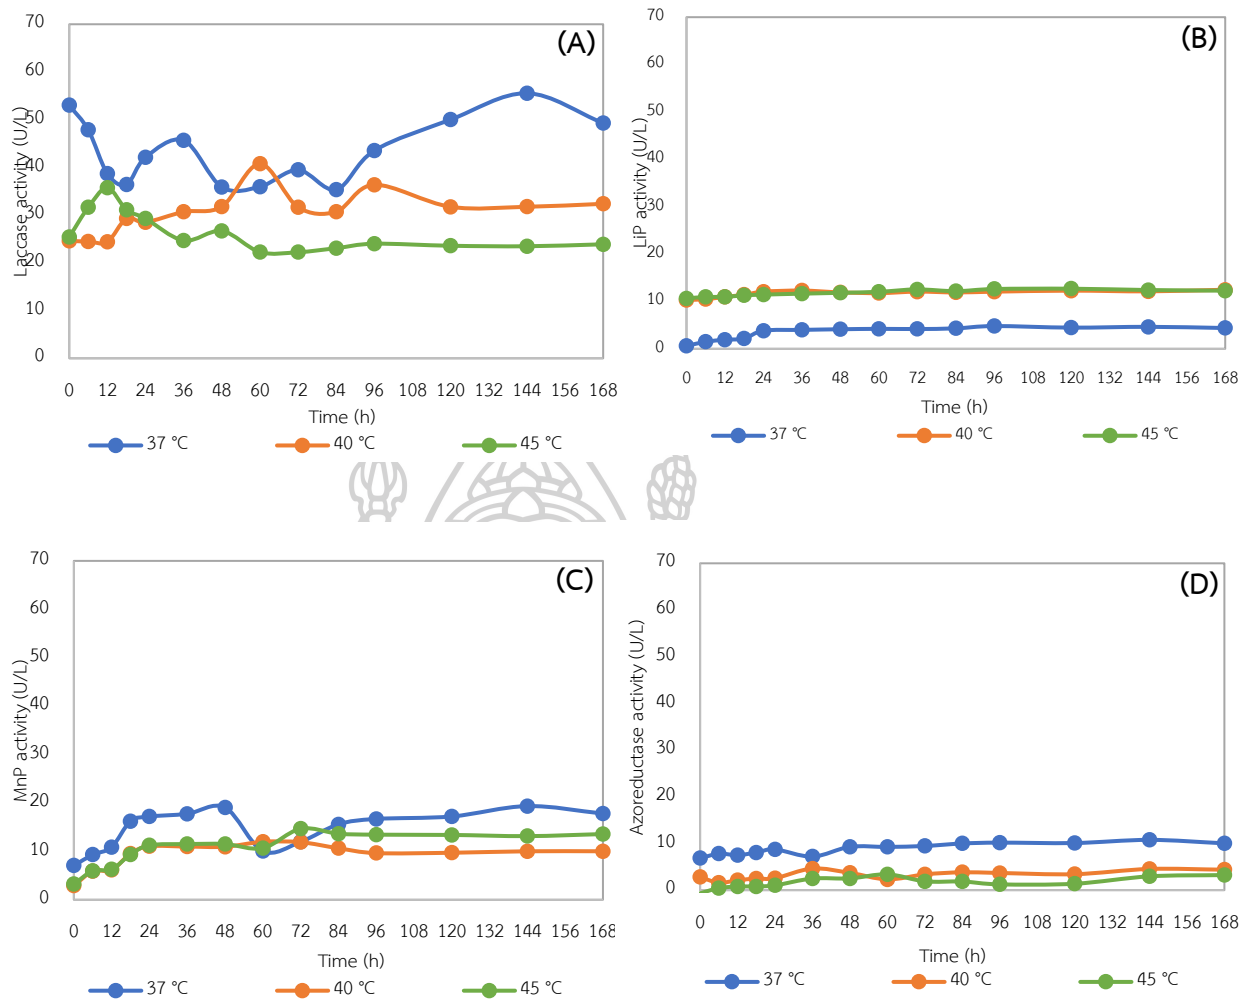 (A)
Laccase activity (U/L)
70
60
50
40
30
20
10
0
0 12 24 36 48 60 72 84 96 108 120 132 144 156 168
Time (h)
37 °C 40 °C 45 °C
(B)
LiP activity (U/L)
70
60
50
40
30
20
10
0
0 12 24 36 48 60 72 84 96 108 120 132 144 156 168
Time (h)
37 °C 40 °C 45 °C
(C)
MnP activity (U/L)
70
60
50
40
30
20
10
0
0 12 24 36 48 60 72 84 96 108 120 132 144 156 168
Time (h)
37 °C 40 °C 45 °C
(D)
Azoreductase activity (U/L)
70
60
50
40
30
20
10
0
0 12 24 36 48 60 72 84 96 108 120 132 144 156 168
Time (h)
37 °C 40 °C 45 °C